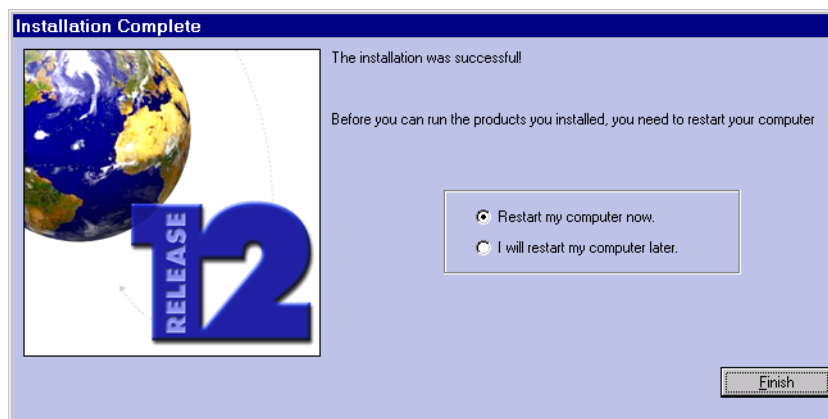 Installation Complete
The installation was successful!
Before you can run the products you installed, you need to restart your computer
RELEASE
12
Restart my computer now.
I will restart my computer later.
Finish